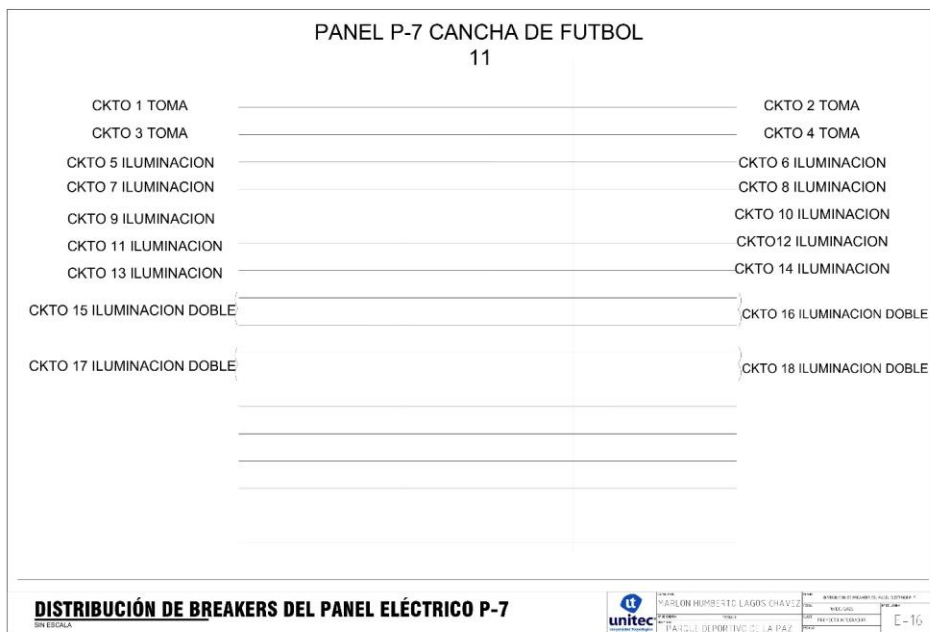 PANEL P-7 CANCHA DE FUTBOL
11
CKTO 1 TOMA
CKTO 2 TOMA
CKTO 3 TOMA
CKTO 4 TOMA
CKTO 5 ILUMINACION
CKTO 6 ILUMINACION
CKTO 7 ILUMINACION
CKTO 8 ILUMINACION
CKTO 9 ILUMINACION
CKTO 10 ILUMINACION
CKTO 11 ILUMINACION
CKTO12 ILUMINACION
CKTO 13 ILUMINACION
CKTO 14 ILUMINACION
CKTO 15 ILUMINACION DOBLE
CKTO 16 ILUMINACION DOBLE
CKTO 17 ILUMINACION DOBLE
CKTO 18 ILUMINACION DOBLE
DISTRIBUCIÓN DE BREAKERS DEL PANEL ELÉCTRICO P-7
SIN ESCALA
unitec
MARLON HUMBERTO LAGOS CHAVEZ
PARQUE DEPORTIVO DE LA PAZ
E-16